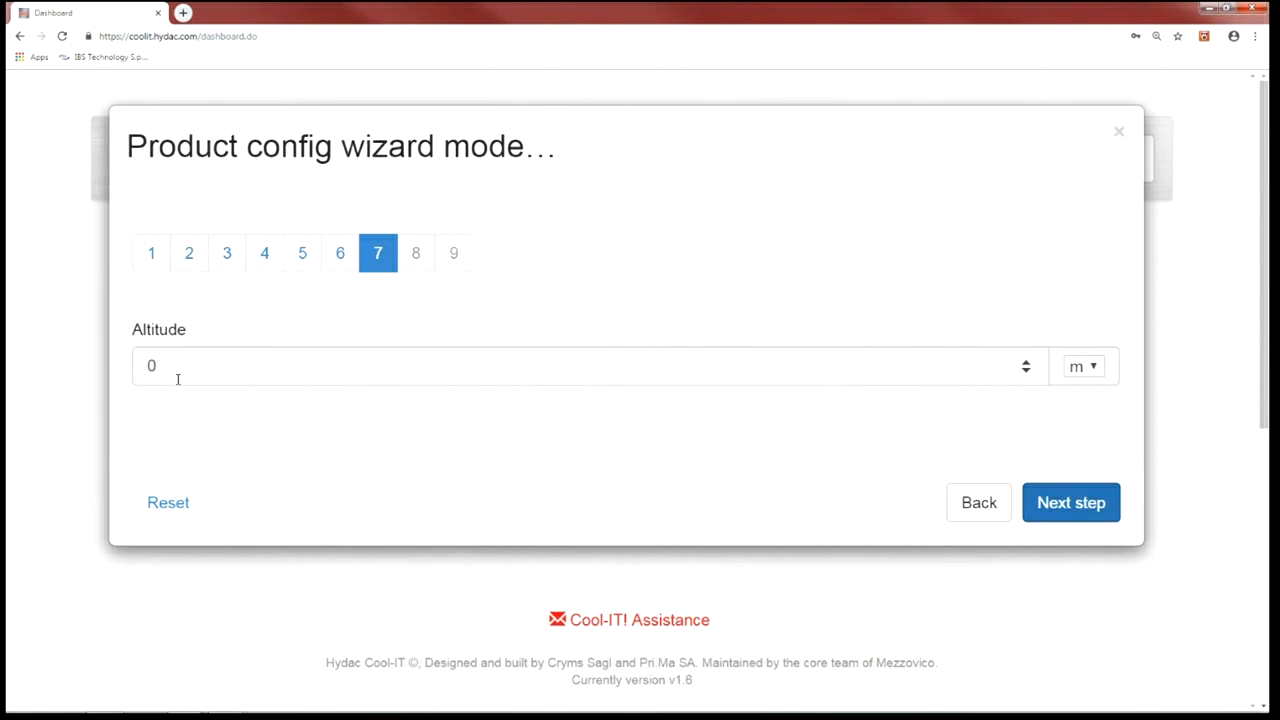 Dashboard
https://coolit.hydac.com/dashboard.do
Apps IBS Technology S.p...
Product config wizard mode…
1 2 3 4 5 6 7 8 9
Altitude
0 m
Reset Back Next step
Cool-IT! Assistance
Hydac Cool-IT ©, Designed and built by Cryms Sagl and Pri.Ma SA. Maintained by the core team of Mezzovico.
Currently version v1.6